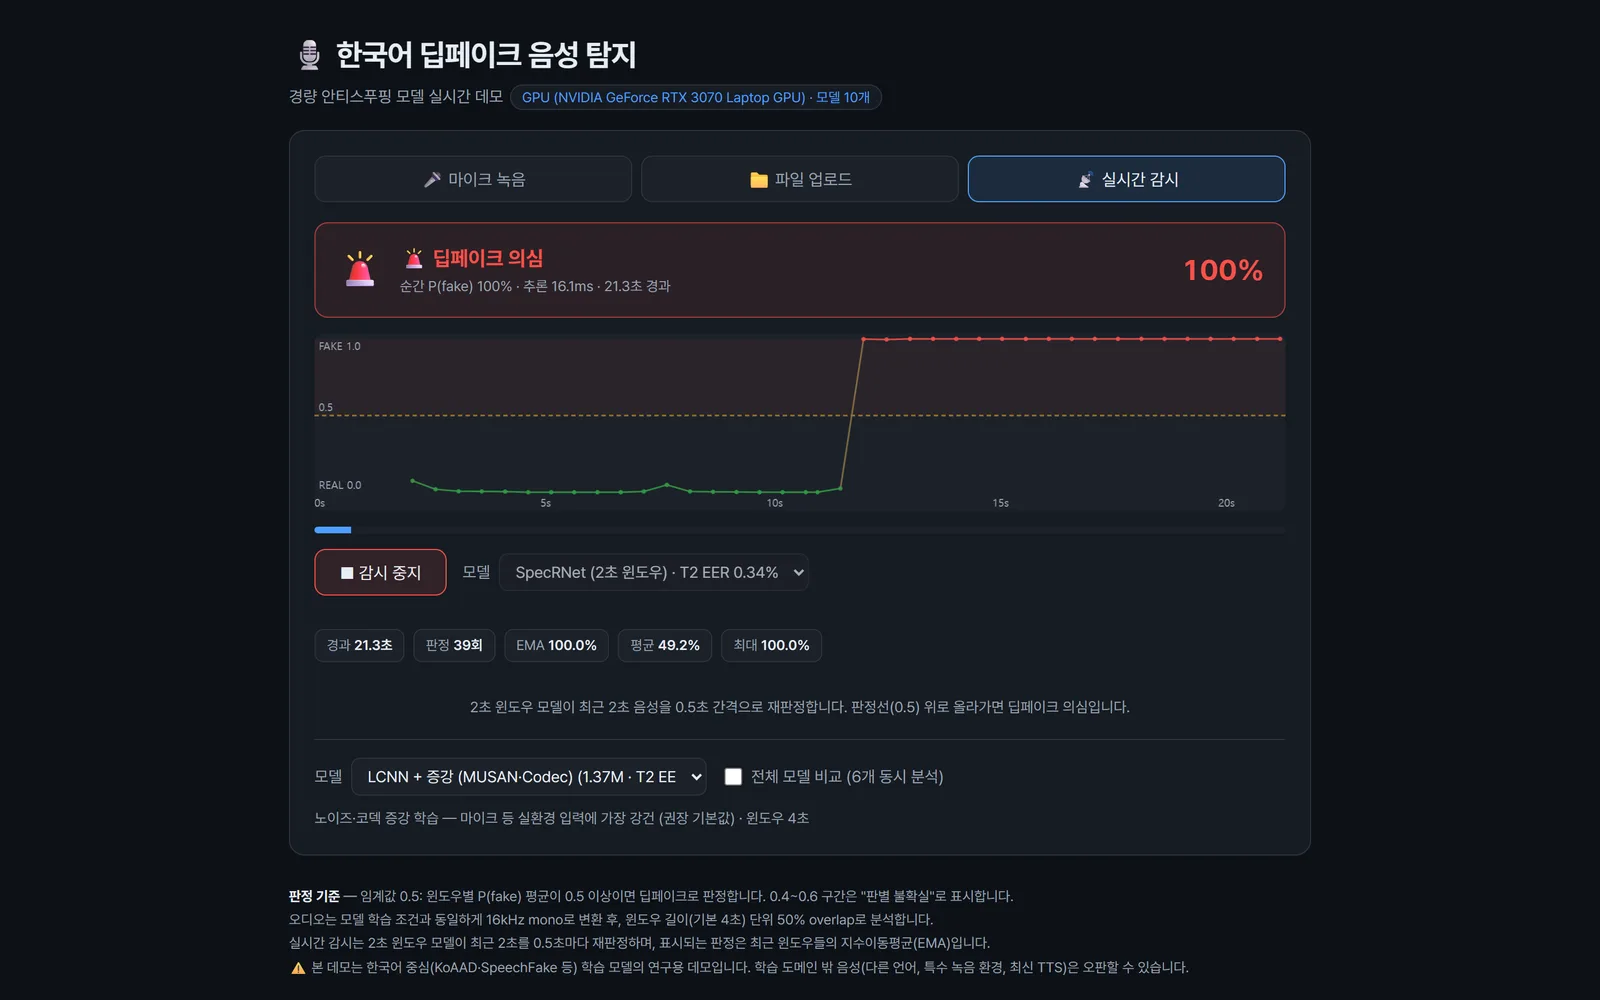 한국어 딥페이크 음성 탐지
경량 안티스푸핑 모델 실시간 데모 GPU (NVIDIA GeForce RTX 3070 Laptop GPU) · 모델 10개
마이크 녹음 파일 업로드 실시간 감시
딥페이크 의심
순간 P(fake) 100% · 추론 16.1ms · 21.3초 경과
100%
FAKE 1.0
0.5
REAL 0.0
0s 5s 10s 15s 20s
감시 중지 모델 SpecRNet (2초 윈도우) · T2 EER 0.34%
경과 21.3초 판정 39회 EMA 100.0% 평균 49.2% 최대 100.0%
2초 윈도우 모델이 최근 2초 음성을 0.5초 간격으로 재판정합니다. 판정선(0.5) 위로 올라가면 딥페이크 의심입니다.
모델 LCNN + 증강 (MUSAN·Codec) (1.37M · T2 EE 전체 모델 비교 (6개 동시 분석)
노이즈·코덱 증강 학습 — 마이크 등 실환경 입력에 가장 강건 (권장 기본값) · 윈도우 4초
판정 기준 — 임계값 0.5: 윈도우별 P(fake) 평균이 0.5 이상이면 딥페이크로 판정합니다. 0.4~0.6 구간은 "판별 불확실"로 표시합니다.
오디오는 모델 학습 조건과 동일하게 16kHz mono로 변환 후, 윈도우 길이(기본 4초) 단위 50% overlap로 분석합니다.
실시간 감시는 2초 윈도우 모델이 최근 2초를 0.5초마다 재판정하며, 표시되는 판정은 최근 윈도우들의 지수이동평균(EMA)입니다.
본 데모는 한국어 중심(KoAAD·SpeechFake 등) 학습 모델의 연구용 데모입니다. 학습 도메인 밖 음성(다른 언어, 특수 녹음 환경, 최신 TTS)은 오판할 수 있습니다.